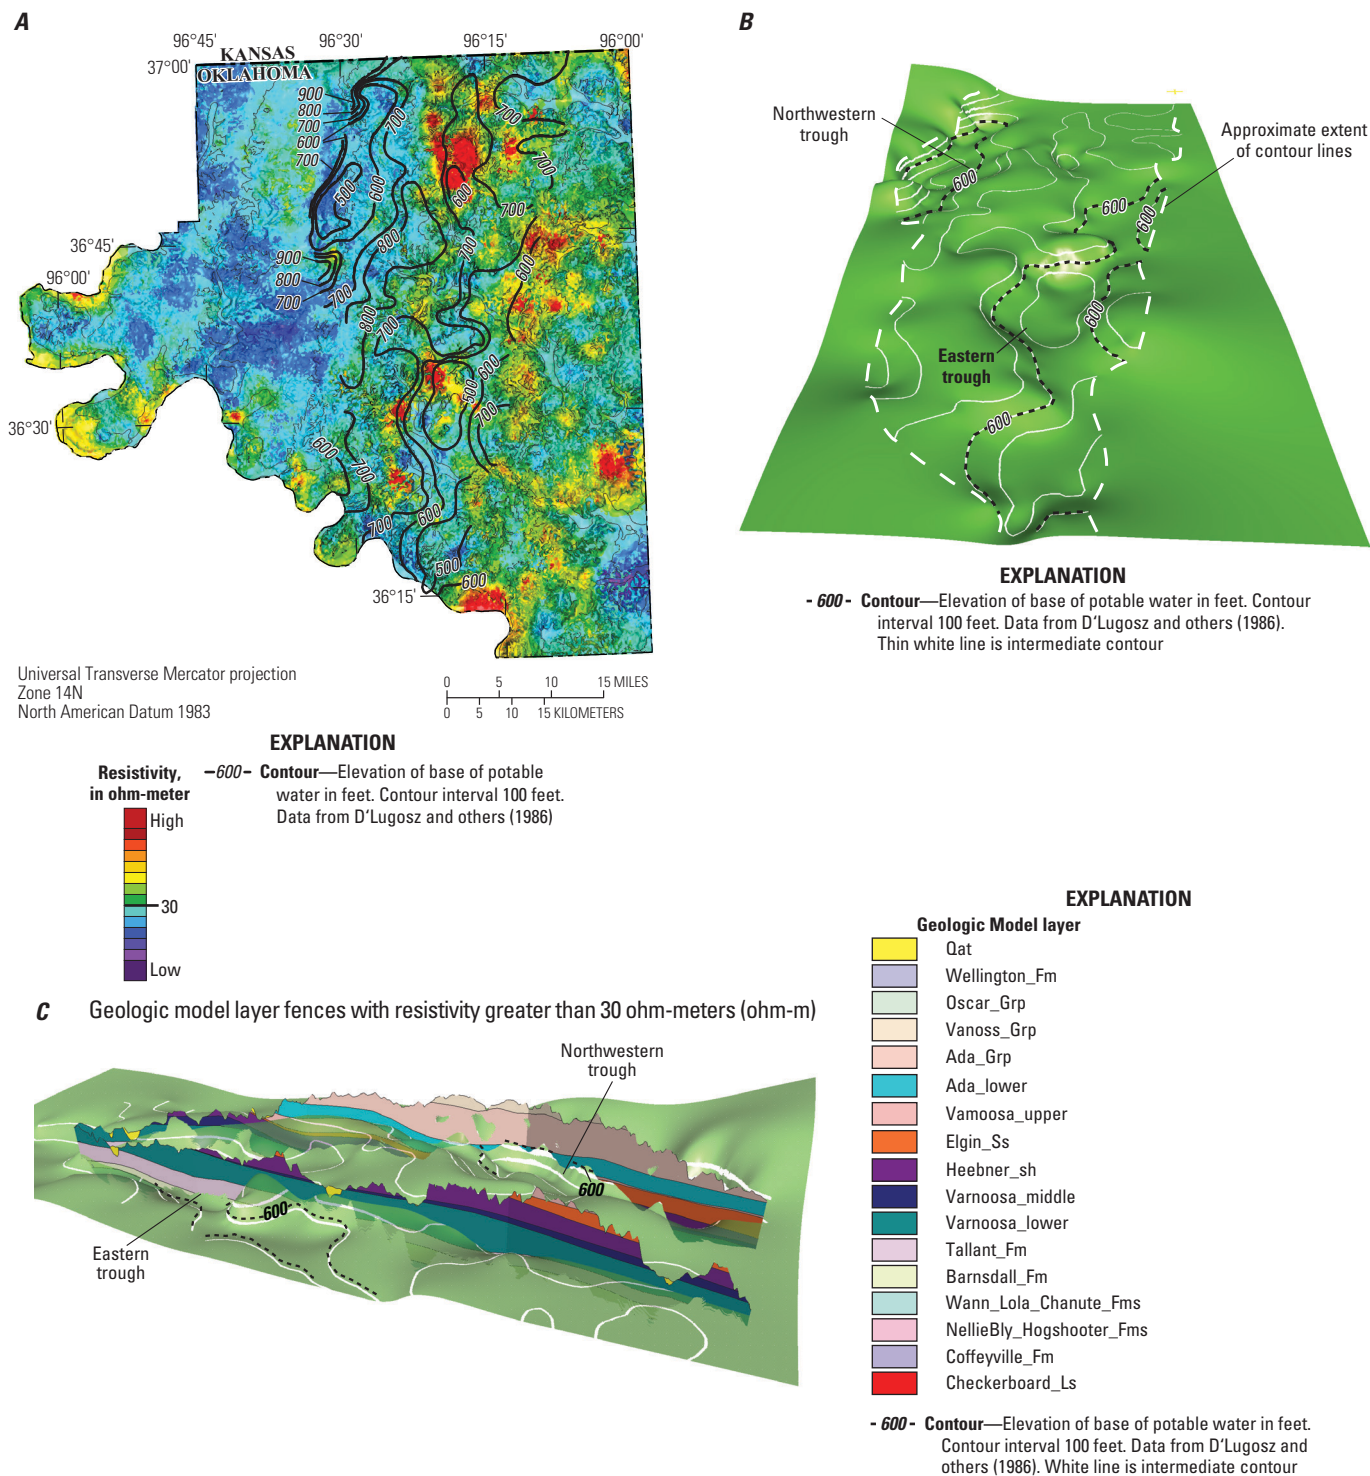 A
96°45'
96°30'
96°15'
96°00'
KANSAS
OKLAHOMA
37°00'
900
800
700
600
700
500
600
700
700
700
600
700
800
700
600
900
800
700
700
800
700
600
500
700
600
700
700
600
500
600
36°45'
96°00'
36°30'
36°15'
Universal Transverse Mercator projection
Zone 14N
North American Datum 1983
0 5 10 15 MILES
0 5 10 15 KILOMETERS
EXPLANATION
Resistivity,
in ohm-meter
High
30
Low
–600– Contour—Elevation of base of potable
water in feet. Contour interval 100 feet.
Data from D'Lugosz and others (1986)
B
Northwestern
trough
Approximate extent
of contour lines
600
600
600
600
Eastern
trough
600
EXPLANATION
- 600 - Contour—Elevation of base of potable water in feet. Contour
interval 100 feet. Data from D'Lugosz and others (1986).
Thin white line is intermediate contour
C Geologic model layer fences with resistivity greater than 30 ohm-meters (ohm-m)
Northwestern
trough
600
600
Eastern
trough
EXPLANATION
Geologic Model layer
Qat
Wellington_Fm
Oscar_Grp
Vanoss_Grp
Ada_Grp
Ada_lower
Vamoosa_upper
Elgin_Ss
Heebner_sh
Varnoosa_middle
Varnoosa_lower
Tallant_Fm
Barnsdall_Fm
Wann_Lola_Chanute_Fms
NellieBly_Hogshooter_Fms
Coffeyville_Fm
Checkerboard_Ls
- 600 - Contour—Elevation of base of potable water in feet.
Contour interval 100 feet. Data from D'Lugosz and
others (1986). White line is intermediate contour